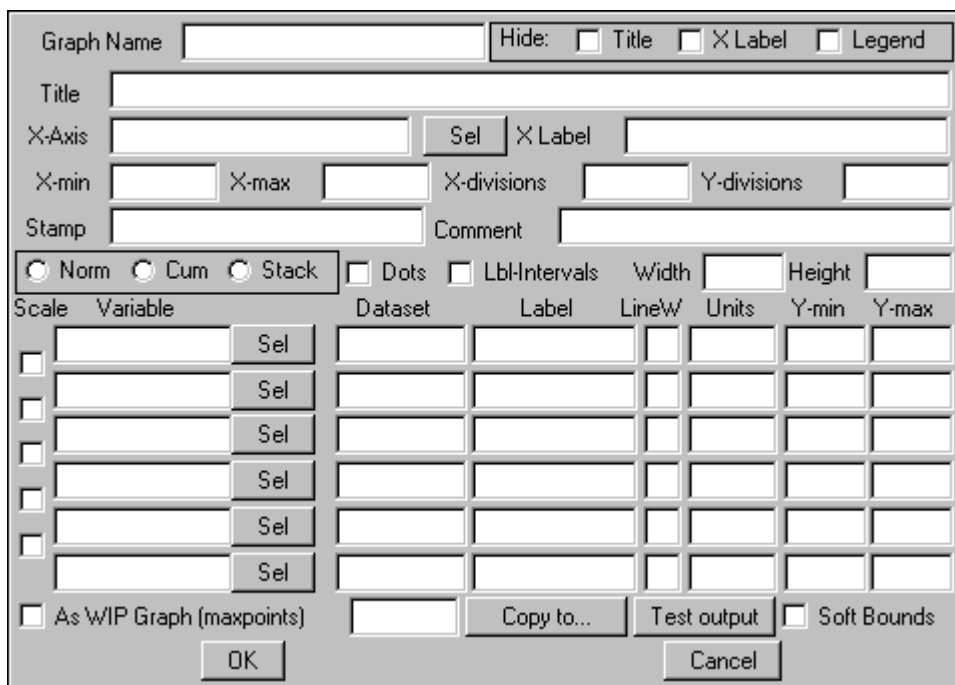 Graph Name Hide: Title X Label Legend
Title
X-Axis Sel X Label
X-min X-max X-divisions Y-divisions
Stamp Comment
Norm Cum Stack Dots Lbl-Intervals Width Height
Scale Variable Dataset Label LineW Units Y-min Y-max
Sel
Sel
Sel
Sel
Sel
Sel
As WIP Graph (maxpoints) Copy to... Test output Soft Bounds
OK Cancel